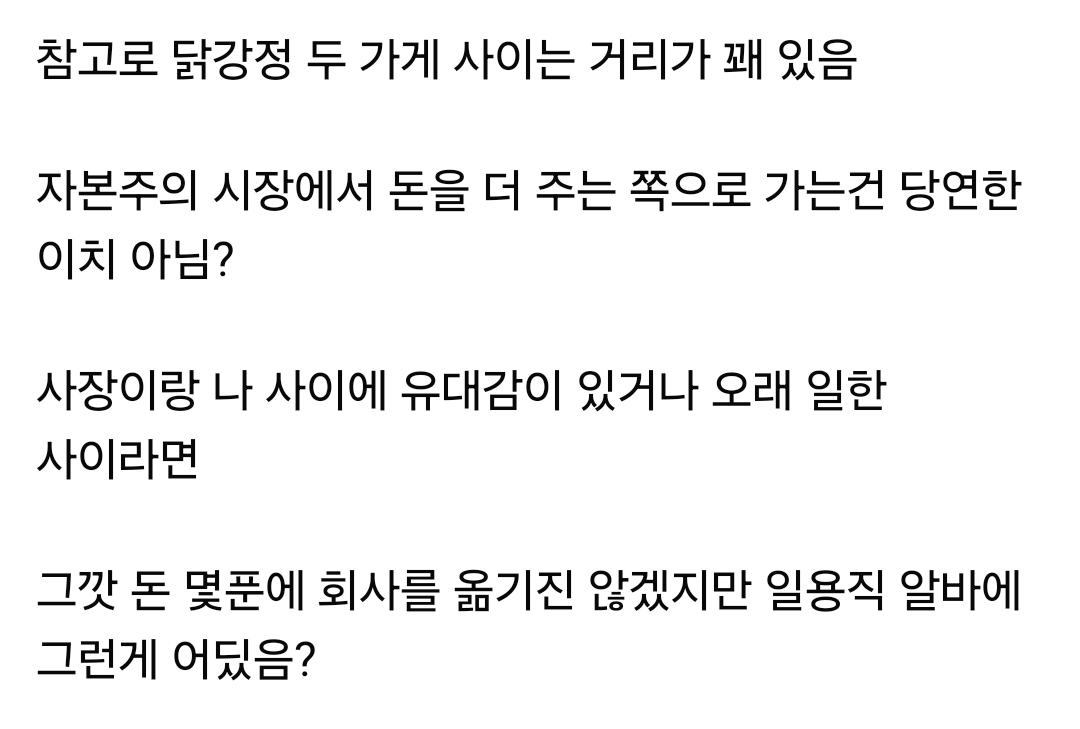 참고로 닭강정 두 가게 사이는 거리가 꽤 있음
자본주의 시장에서 돈을 더 주는 쪽으로 가는건 당연한
이치 아님?
사장이랑 나 사이에 유대감이 있거나 오래 일한
사이라면
그깟 돈 몇푼에 회사를 옮기진 않겠지만 일용직 알바에
그런게 어딨음?